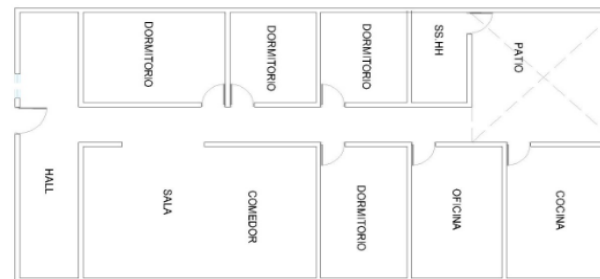 DORMITORIO
DORMITORIO
DORMITORIO
SS.HH
PATIO
HALL
SALA
COMEDOR
DORMITORIO
OFICINA
COCINA